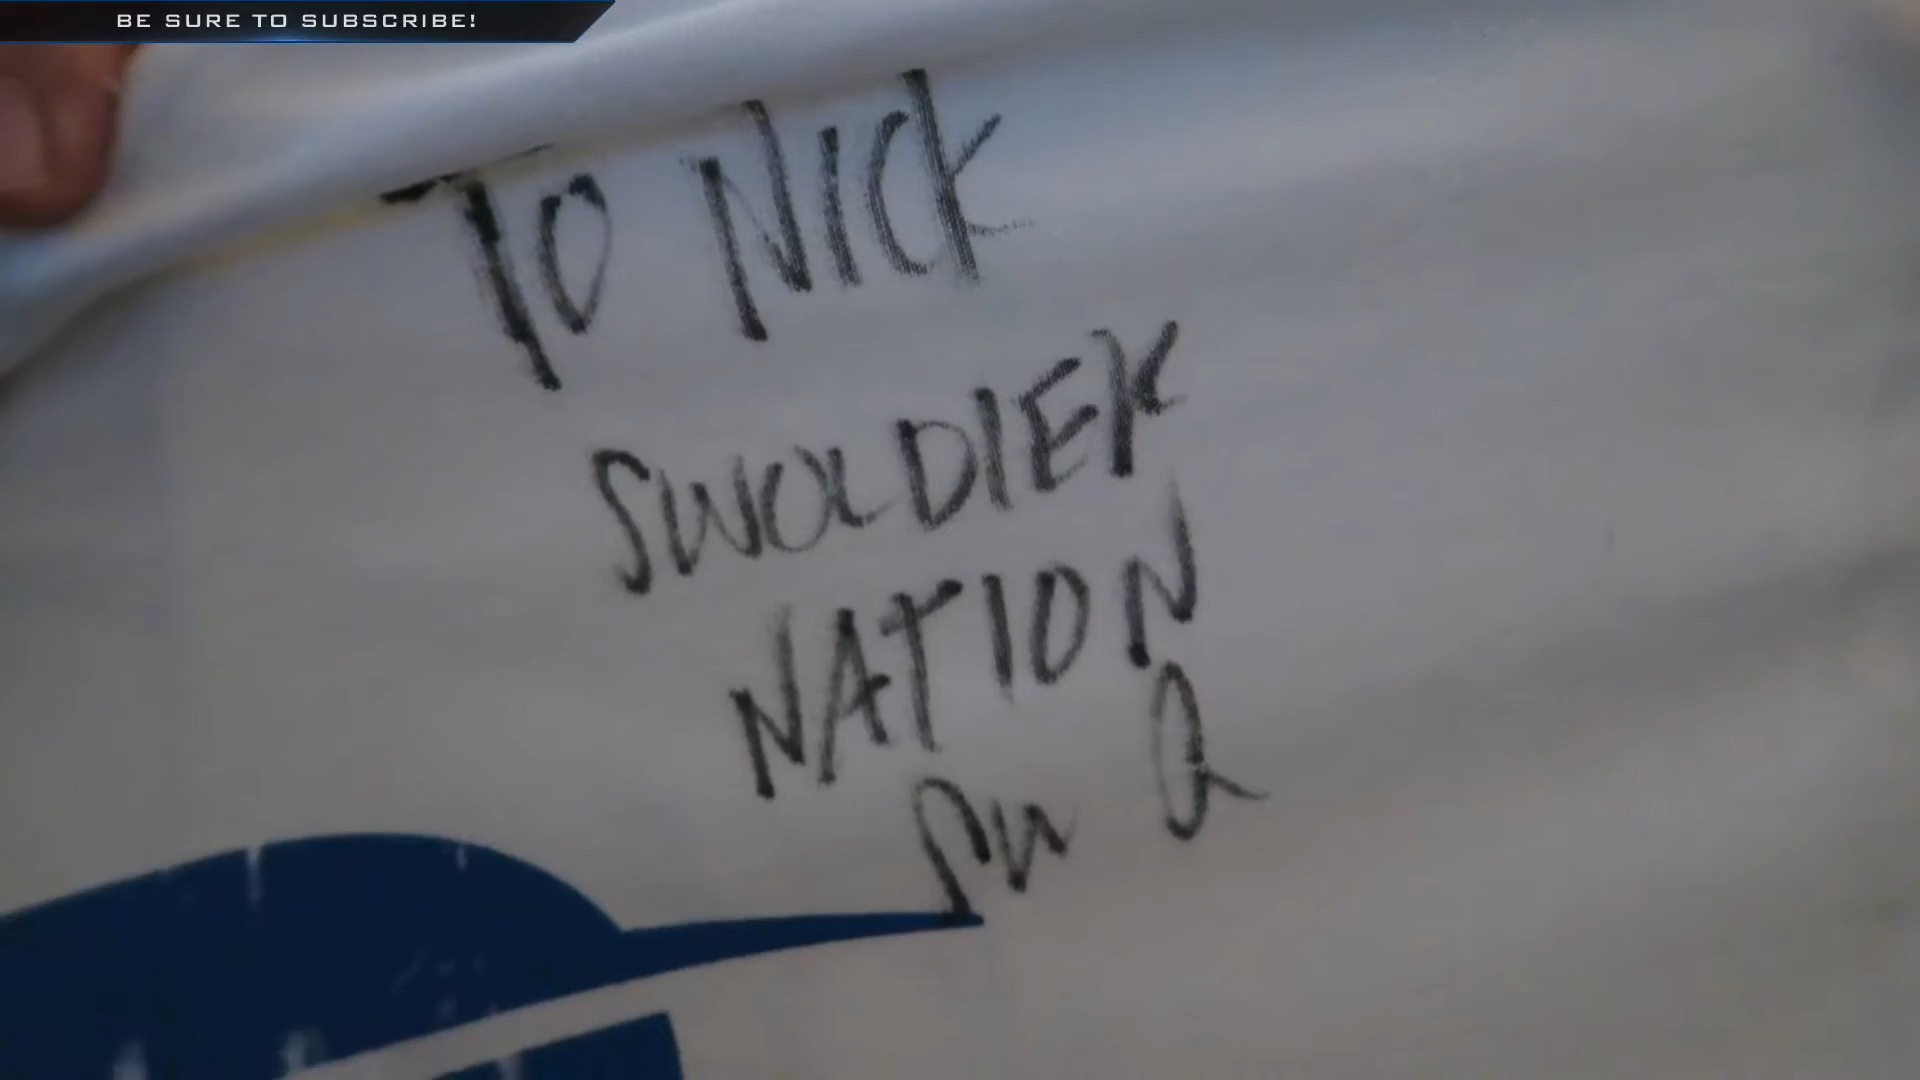 BE SURE TO SUBSCRIBE!
TO NICK
SWOLDIER
NATION